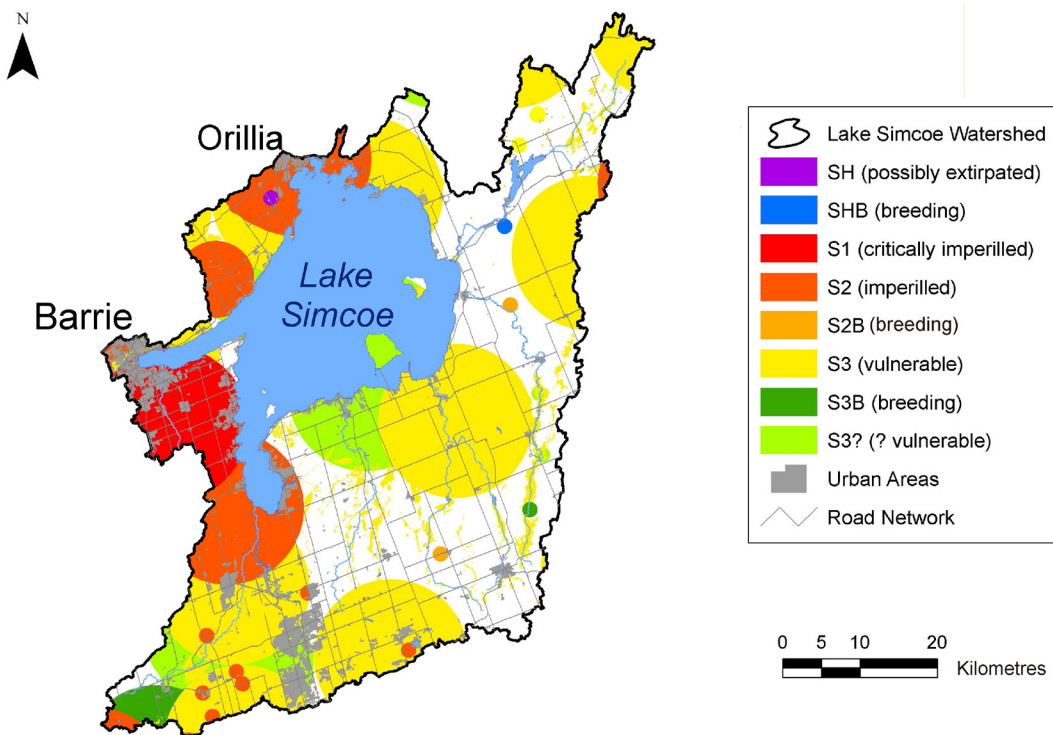 N
Orillia
Barrie
Lake
Simcoe
Lake Simcoe Watershed
SH (possibly extirpated)
SHB (breeding)
S1 (critically imperilled)
S2 (imperilled)
S2B (breeding)
S3 (vulnerable)
S3B (breeding)
S3? (? vulnerable)
Urban Areas
Road Network
0 5 10 20
Kilometres